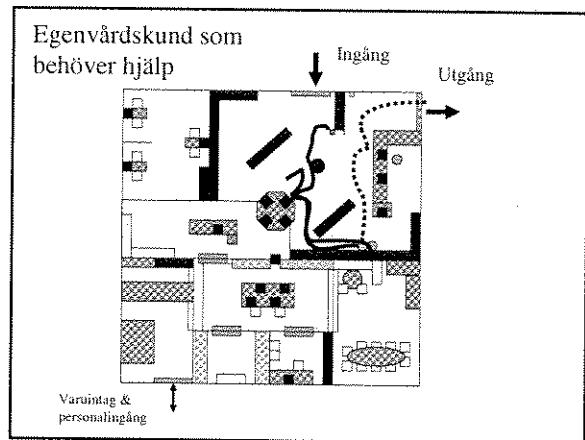 Egenvårdskund som
behöver hjälp
Ingång
Utgång
Varuintag &
personalingång